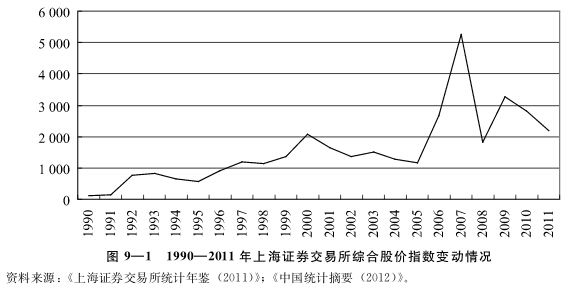 6 000
5 000
4 000
3 000
2 000
1 000
0
1990 1991 1992 1993 1994 1995 1996 1997 1998 1999 2000 2001 2002 2003 2004 2005 2006 2007 2008 2009 2010 2011
图 9—1 1990—2011 年上海证券交易所综合股价指数变动情况
资料来源：《上海证券交易所统计年鉴（2011）》；《中国统计摘要（2012）》。